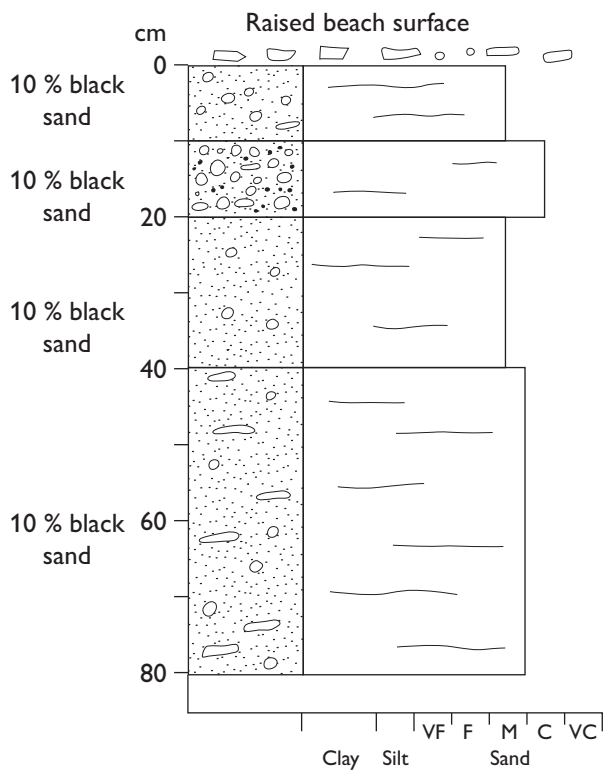 Raised beach surface
cm
0
10 % black
sand
10 % black
sand
20
10 % black
sand
40
10 % black
sand
60
80
VF F M C VC
Clay Silt Sand